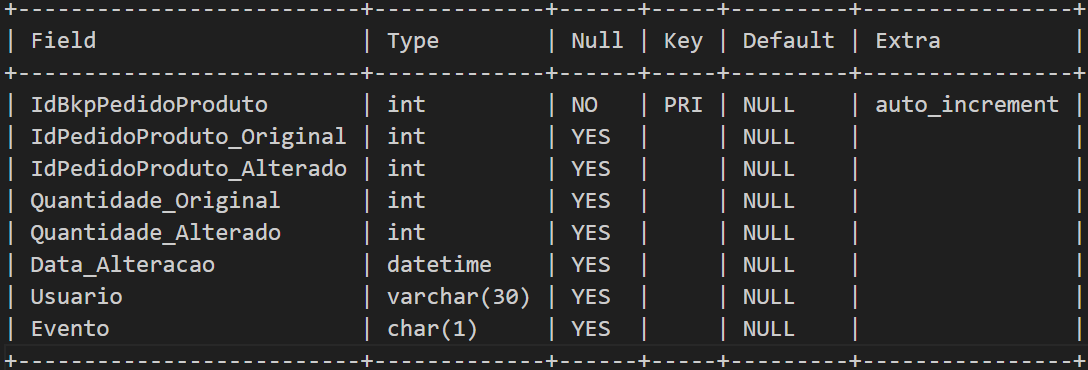 +--------------------------+-------------+------+-----+---------+----------------+
| Field                    | Type        | Null | Key | Default | Extra          |
+--------------------------+-------------+------+-----+---------+----------------+
| IdBkpPedidoProduto       | int         | NO   | PRI | NULL    | auto_increment |
| IdPedidoProduto_Original | int         | YES  |     | NULL    |                |
| IdPedidoProduto_Alterado | int         | YES  |     | NULL    |                |
| Quantidade_Original      | int         | YES  |     | NULL    |                |
| Quantidade_Alterado      | int         | YES  |     | NULL    |                |
| Data_Alteracao           | datetime    | YES  |     | NULL    |                |
| Usuario                  | varchar(30) | YES  |     | NULL    |                |
| Evento                   | char(1)     | YES  |     | NULL    |                |
+--------------------------+-------------+------+-----+---------+----------------+